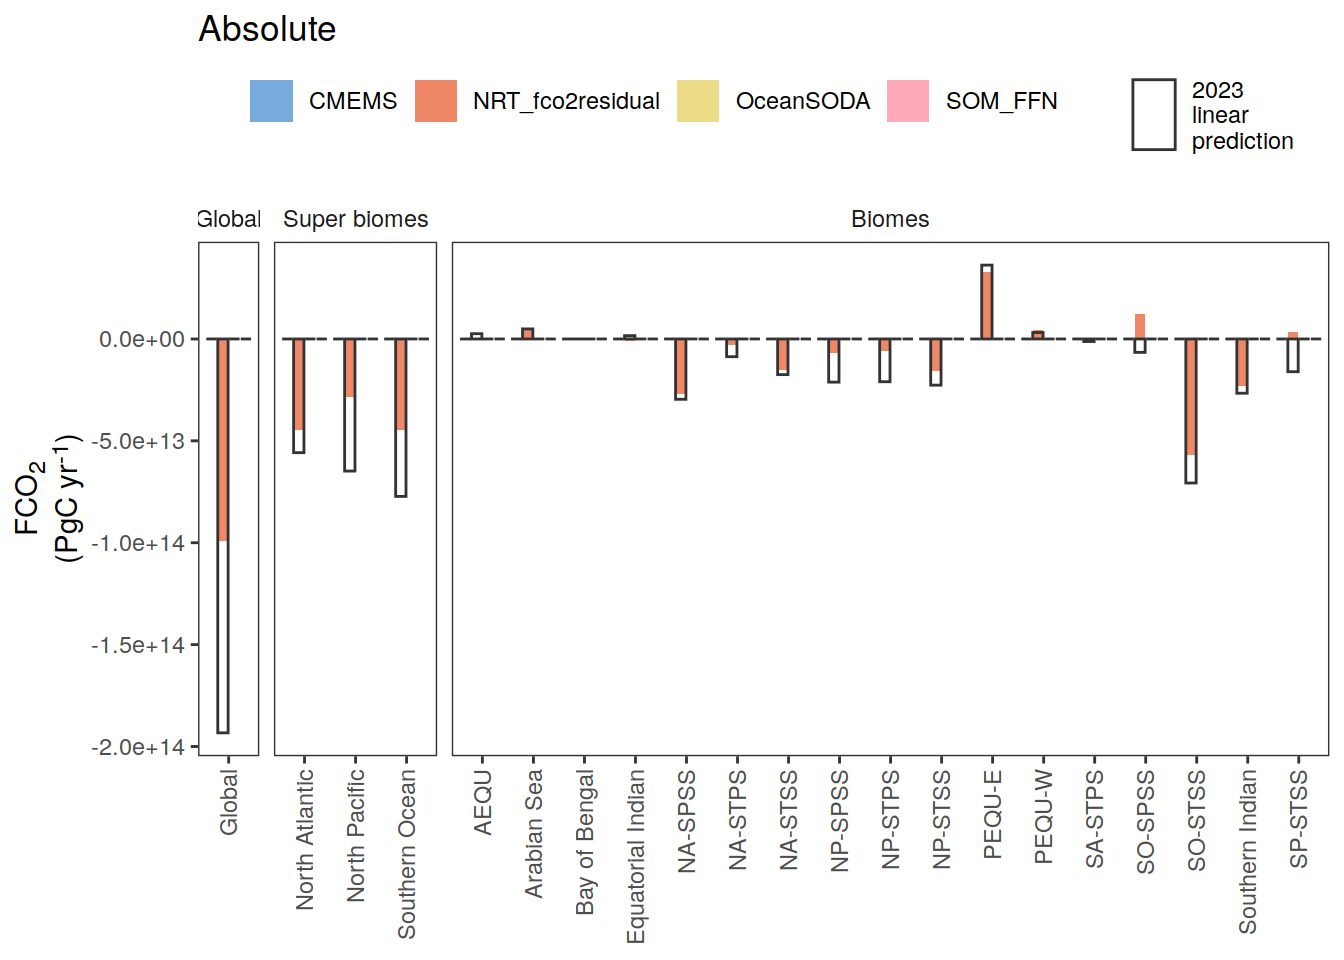 Absolute
CMEMS
NRT_fco2residual
OceanSODA
SOM_FFN
2023
linear
prediction
Global
Super biomes
Biomes
FCO2
(PgC yr-1)
0.0e+00
-5.0e+13
-1.0e+14
-1.5e+14
-2.0e+14
Global
North Atlantic
North Pacific
Southern Ocean
AEQU
Arabian Sea
Bay of Bengal
Equatorial Indian
NA-SPSS
NA-STPS
NA-STSS
NP-SPSS
NP-STPS
NP-STSS
PEQU-E
PEQU-W
SA-STPS
SO-SPSS
SO-STSS
Southern Indian
SP-STSS